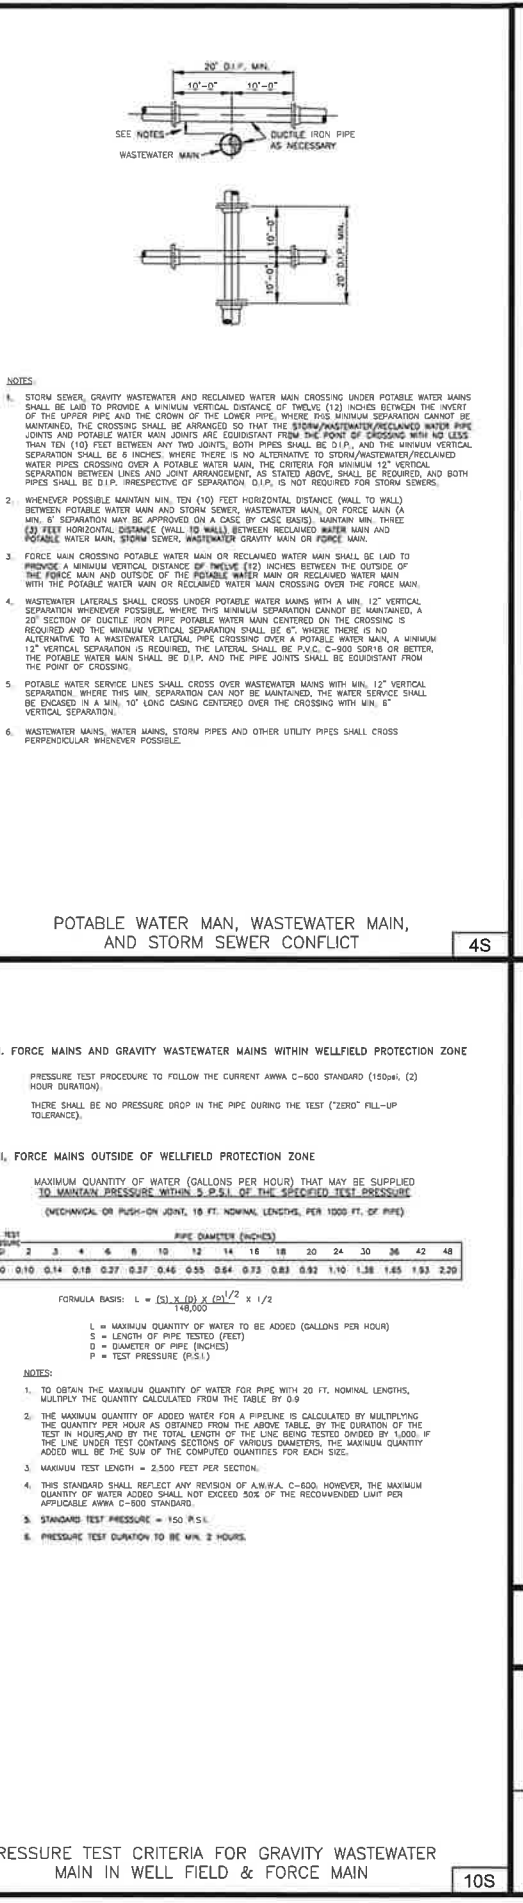 20' D.I.P. MIN.
10'-0" 10'-0"
SEE NOTES
DUCTILE IRON PIPE
AS NECESSARY
WASTEWATER MAIN
10'-0"
10'-0"
20' D.I.P. MIN.
NOTES:
1. STORM SEWER, GRAVITY WASTEWATER AND RECLAIMED WATER MAIN CROSSING UNDER POTABLE WATER MAINS
SHALL BE LAID TO PROVIDE A MINIMUM VERTICAL DISTANCE OF TWELVE (12) INCHES BETWEEN THE INVERT
OF THE UPPER PIPE AND THE CROWN OF THE LOWER PIPE. WHERE THIS MINIMUM SEPARATION CANNOT BE
MAINTAINED, THE CROSSING SHALL BE ARRANGED SO THAT THE STORM/WASTEWATER/RECLAIMED WATER PIPE
JOINTS AND POTABLE WATER MAIN JOINTS ARE EQUIDISTANT FROM THE POINT OF CROSSING WITH NO LESS
THAN TEN (10) FEET BETWEEN ANY TWO JOINTS, BOTH PIPES SHALL BE D.I.P., AND THE MINIMUM VERTICAL
SEPARATION SHALL BE 6 INCHES. WHERE THERE IS NO ALTERNATIVE TO STORM/WASTEWATER/RECLAIMED
WATER PIPES CROSSING OVER A POTABLE WATER MAIN, THE CRITERIA FOR MINIMUM 12" VERTICAL
SEPARATION BETWEEN LINES AND JOINT ARRANGEMENT, AS STATED ABOVE, SHALL BE REQUIRED, AND BOTH
PIPES SHALL BE D.I.P. IRRESPECTIVE OF SEPARATION. D.I.P. IS NOT REQUIRED FOR STORM SEWERS.
2. WHENEVER POSSIBLE MAINTAIN MIN. TEN (10) FEET HORIZONTAL DISTANCE (WALL TO WALL)
BETWEEN POTABLE WATER MAIN AND STORM SEWER, WASTEWATER MAIN, OR FORCE MAIN (A
MIN. 6' SEPARATION MAY BE APPROVED ON A CASE BY CASE BASIS). MAINTAIN MIN. THREE
(3) FEET HORIZONTAL DISTANCE (WALL TO WALL) BETWEEN RECLAIMED WATER MAIN AND
POTABLE WATER MAIN, STORM SEWER, WASTEWATER GRAVITY MAIN OR FORCE MAIN.
3. FORCE MAIN CROSSING POTABLE WATER MAIN OR RECLAIMED WATER MAIN SHALL BE LAID TO
PROVIDE A MINIMUM VERTICAL DISTANCE OF TWELVE (12) INCHES BETWEEN THE OUTSIDE OF
THE FORCE MAIN AND OUTSIDE OF THE POTABLE WATER MAIN OR RECLAIMED WATER MAIN
WITH THE POTABLE WATER MAIN OR RECLAIMED WATER MAIN CROSSING OVER THE FORCE MAIN.
4. WASTEWATER LATERALS SHALL CROSS UNDER POTABLE WATER MAINS WITH A MIN. 12" VERTICAL
SEPARATION WHENEVER POSSIBLE. WHERE THIS MINIMUM SEPARATION CANNOT BE MAINTAINED, A
20' SECTION OF DUCTILE IRON PIPE POTABLE WATER MAIN CENTERED ON THE CROSSING IS
REQUIRED AND THE MINIMUM VERTICAL SEPARATION SHALL BE 6". WHERE THERE IS NO
ALTERNATIVE TO A WASTEWATER LATERAL PIPE CROSSING OVER A POTABLE WATER MAIN, A MINIMUM
12" VERTICAL SEPARATION IS REQUIRED, THE LATERAL SHALL BE P.V.C. C-900 SDR18 OR BETTER,
THE POTABLE WATER MAIN SHALL BE D.I.P. AND THE PIPE JOINTS SHALL BE EQUIDISTANT FROM
THE POINT OF CROSSING.
5. POTABLE WATER SERVICE LINES SHALL CROSS OVER WASTEWATER MAINS WITH MIN. 12" VERTICAL
SEPARATION. WHERE THIS MIN. SEPARATION CAN NOT BE MAINTAINED, THE WATER SERVICE SHALL
BE ENCASED IN A MIN. 10' LONG CASING CENTERED OVER THE CROSSING WITH MIN. 6"
VERTICAL SEPARATION.
6. WASTEWATER MAINS, WATER MAINS, STORM PIPES AND OTHER UTILITY PIPES SHALL CROSS
PERPENDICULAR WHENEVER POSSIBLE.
POTABLE WATER MAN, WASTEWATER MAIN,
AND STORM SEWER CONFLICT
4S
. FORCE MAINS AND GRAVITY WASTEWATER MAINS WITHIN WELLFIELD PROTECTION ZONE
PRESSURE TEST PROCEDURE TO FOLLOW THE CURRENT AWWA C-600 STANDARD (150psi, (2)
HOUR DURATION).
THERE SHALL BE NO PRESSURE DROP IN THE PIPE DURING THE TEST ("ZERO" FILL-UP
TOLERANCE).
I. FORCE MAINS OUTSIDE OF WELLFIELD PROTECTION ZONE
MAXIMUM QUANTITY OF WATER (GALLONS PER HOUR) THAT MAY BE SUPPLIED
TO MAINTAIN PRESSURE WITHIN 5 P.S.I. OF THE SPECIFIED TEST PRESSURE
(MECHANICAL OR PUSH-ON JOINT, 18 FT. NOMINAL LENGTHS, PER 1000 FT. OF PIPE)
TEST
SSURE
PIPE DIAMETER (INCHES)
2 3 4 6 8 10 12 14 16 18 20 24 30 36 42 48
0 0.10 0.14 0.18 0.27 0.37 0.46 0.55 0.64 0.73 0.83 0.92 1.10 1.38 1.65 1.93 2.20
FORMULA BASIS: L = (S) X (D) X (P)1/2 X 1/2
148,000
L = MAXIMUM QUANTITY OF WATER TO BE ADDED (GALLONS PER HOUR)
S = LENGTH OF PIPE TESTED (FEET)
D = DIAMETER OF PIPE (INCHES)
P = TEST PRESSURE (P.S.I.)
NOTES:
1. TO OBTAIN THE MAXIMUM QUANTITY OF WATER FOR PIPE WITH 20 FT. NOMINAL LENGTHS,
MULTIPLY THE QUANTITY CALCULATED FROM THE TABLE BY 0.9
2. THE MAXIMUM QUANTITY OF ADDED WATER FOR A PIPELINE IS CALCULATED BY MULTIPLYING
THE QUANTITY PER HOUR AS OBTAINED FROM THE ABOVE TABLE, BY THE DURATION OF THE
TEST IN HOURS,AND BY THE TOTAL LENGTH OF THE LINE BEING TESTED DIVIDED BY 1,000. IF
THE LINE UNDER TEST CONTAINS SECTIONS OF VARIOUS DIAMETERS, THE MAXIMUM QUANTITY
ADDED WILL BE THE SUM OF THE COMPUTED QUANTITIES FOR EACH SIZE.
3. MAXIMUM TEST LENGTH = 2,500 FEET PER SECTION.
4. THIS STANDARD SHALL REFLECT ANY REVISION OF A.W.W.A. C-600. HOWEVER, THE MAXIMUM
QUANTITY OF WATER ADDED SHALL NOT EXCEED 50% OF THE RECOMMENDED LIMIT PER
APPLICABLE AWWA C-600 STANDARD.
5. STANDARD TEST PRESSURE = 150 P.S.I.
6. PRESSURE TEST DURATION TO BE MIN. 2 HOURS.
RESSURE TEST CRITERIA FOR GRAVITY WASTEWATER
MAIN IN WELL FIELD & FORCE MAIN
10S